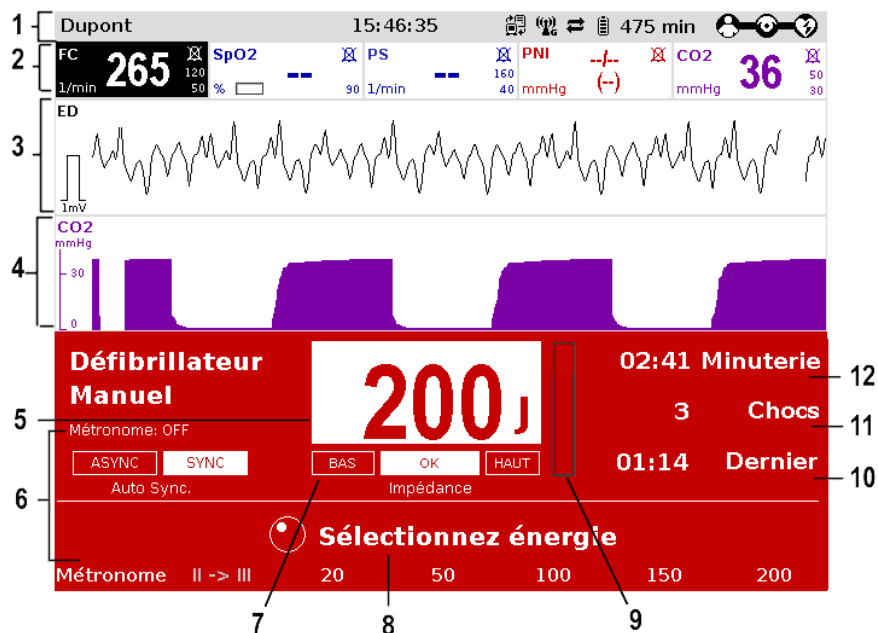 1
Dupont 15:46:35 G 475 min
2
FC 265 120 50 1/min
SpO2 -- 90 %
PS -- 160 40 1/min
PNI --/-- (--) mmHg
CO2 36 50 30 mmHg
3
ED
1mV
4
CO2
mmHg
30
0
Défibrillateur
Manuel
200 J
02:41 Minuterie
12
3 Chocs
11
5
Métronome: OFF
ASYNC SYNC
BAS OK HAUT
01:14 Dernier
10
Auto Sync.
Impédance
6
Sélectionnez énergie
Métronome II -> III 20 50 100 150 200
7
8
9